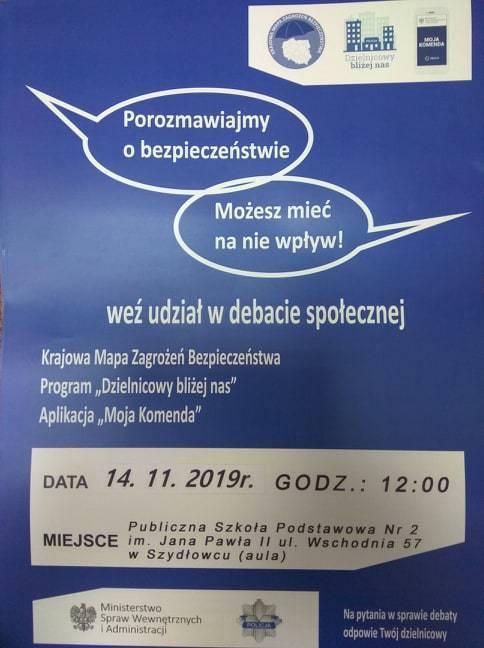 Dzielnicowy
bliżej nas
MOJA
KOMENDA
Porozmawiajmy
o bezpieczeństwie
Możesz mieć
na nie wpływ!
weź udział w debacie społecznej
Krajowa Mapa Zagrożeń Bezpieczeństwa
Program „Dzielnicowy bliżej nas”
Aplikacja „Moja Komenda”
DATA 14. 11. 2019r. GODZ.: 12:00
MIEJSCE Publiczna Szkoła Podstawowa Nr 2
im. Jana Pawła II ul. Wschodnia 57
w Szydłowcu (aula)
Ministerstwo
Spraw Wewnętrznych
i Administracji
POLICJA
Na pytania w sprawie debaty
odpowie Twój dzielnicowy